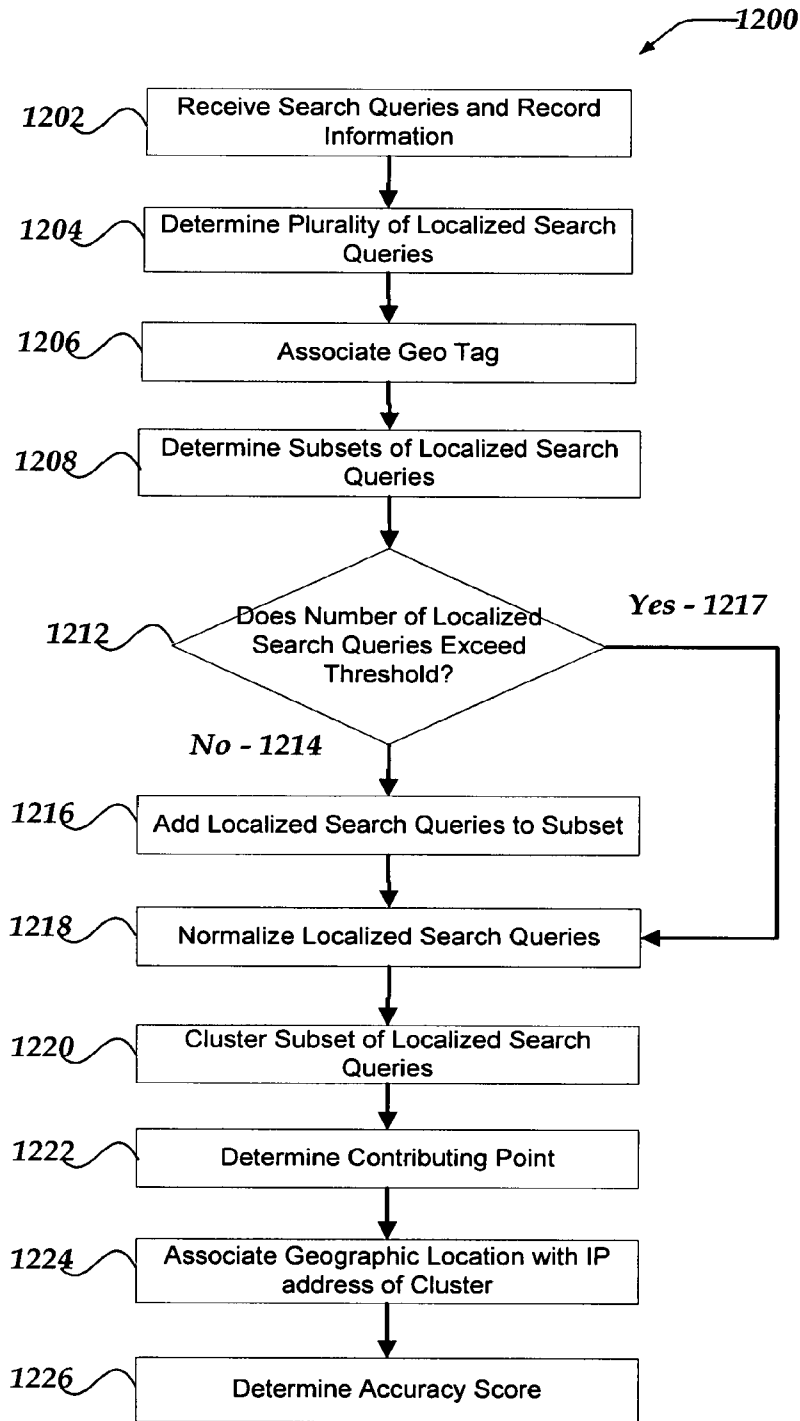 1200
1202
Receive Search Queries and Record
Information
1204
Determine Plurality of Localized Search
Queries
1206
Associate Geo Tag
1208
Determine Subsets of Localized Search
Queries
Yes - 1217
1212
Does Number of Localized
Search Queries Exceed
Threshold?
No - 1214
1216
Add Localized Search Queries to Subset
1218
Normalize Localized Search Queries
1220
Cluster Subset of Localized Search
Queries
1222
Determine Contributing Point
1224
Associate Geographic Location with IP
address of Cluster
1226
Determine Accuracy Score